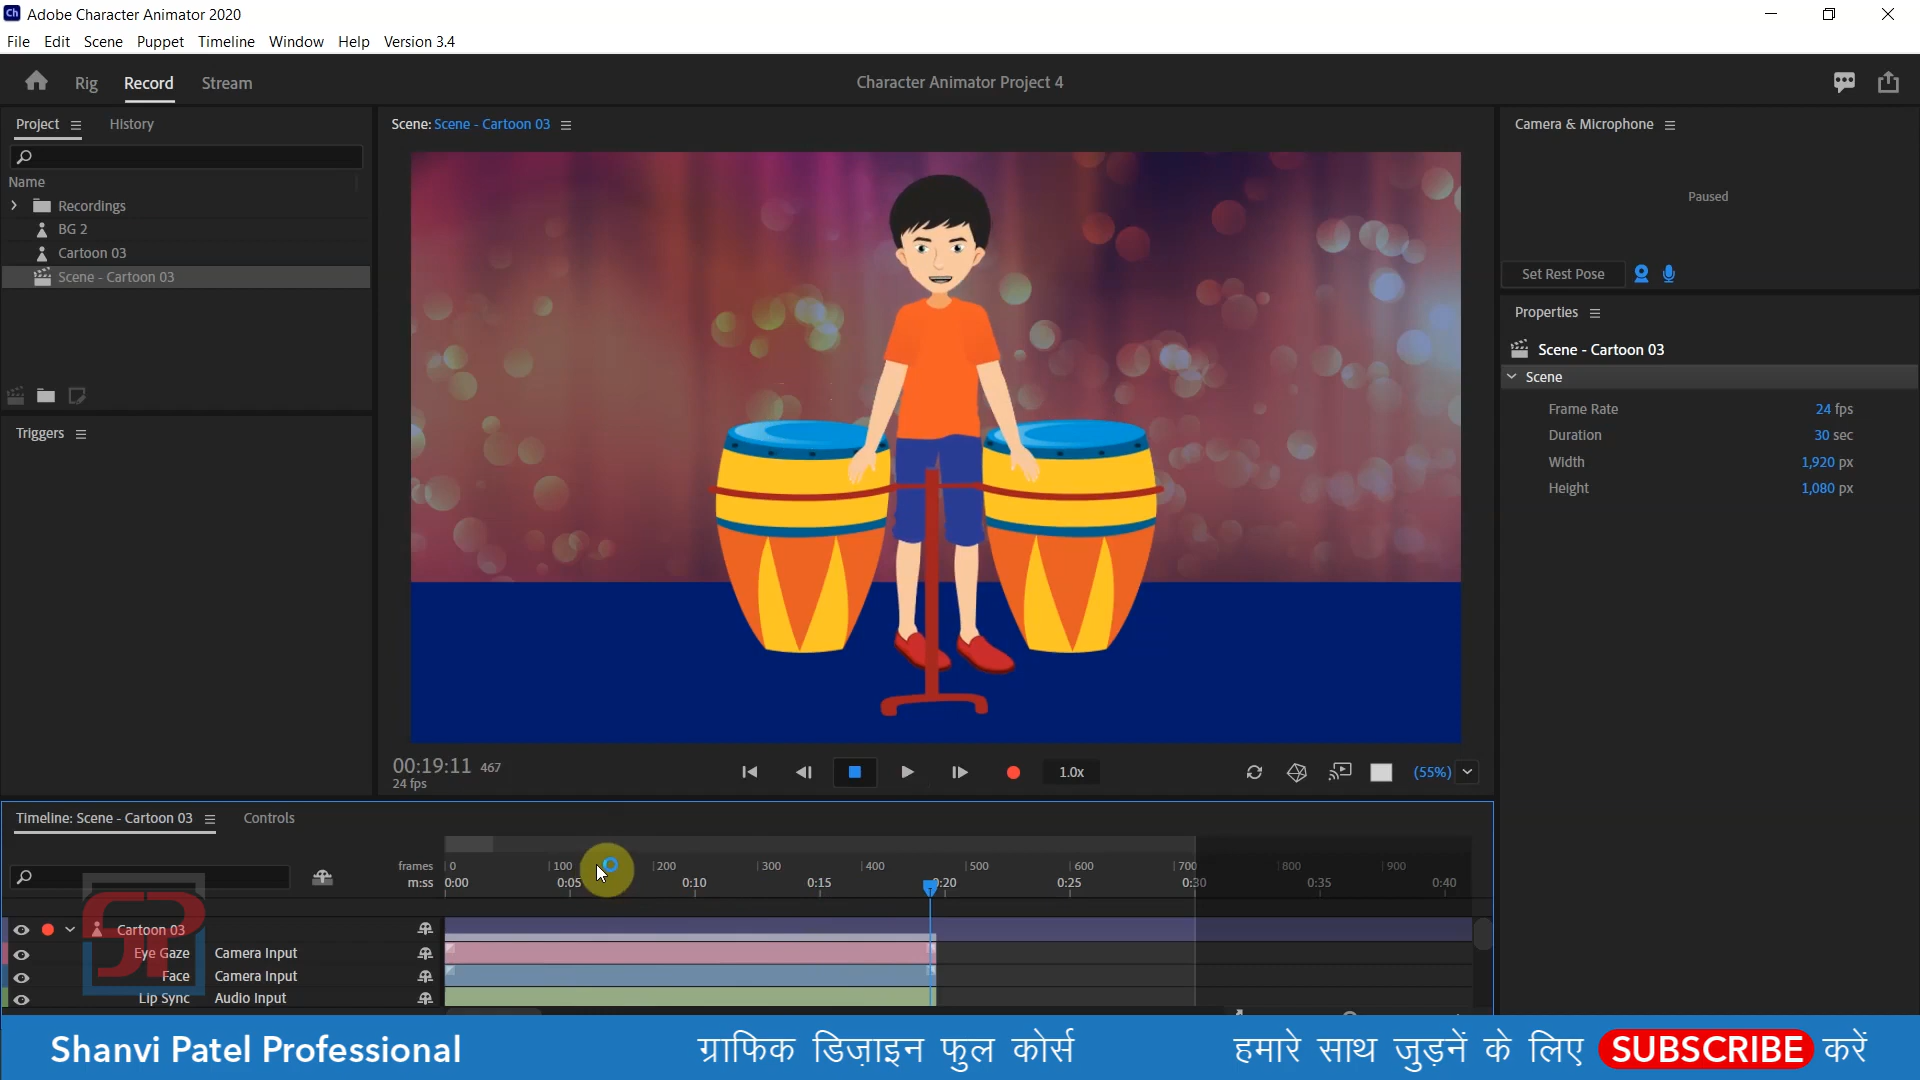 Adobe Character Animator 2020
File Edit Scene Puppet Timeline Window Help Version 3.4
Rig Record Stream
Character Animator Project 4
Project History
Name
Recordings
BG 2
Cartoon 03
Scene - Cartoon 03
Triggers
Scene: Scene - Cartoon 03
00:19:11 467
24 fps
1.0x
(55%)
Camera & Microphone
Paused
Set Rest Pose
Properties
Scene - Cartoon 03
Scene
Frame Rate 24 fps
Duration 30 sec
Width 1,920 px
Height 1,080 px
Timeline: Scene - Cartoon 03 Controls
frames 0 100 200 300 400 500 600 700 800 900
m:ss 0:00 0:05 0:10 0:15 0:20 0:25 0:30 0:35 0:40
Cartoon 03
Eye Gaze Camera Input
Face Camera Input
Lip Sync Audio Input
SP
Shanvi Patel Professional ग्राफिक डिज़ाइन फुल कोर्स हमारे साथ जुड़नें के लिए SUBSCRIBE करें